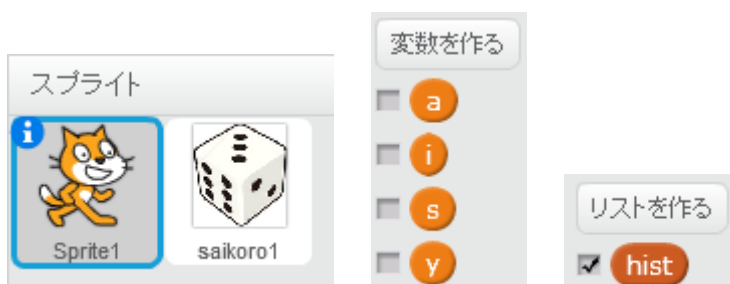 スプライト
i
Sprite1
saikoro1
変数を作る
a
i
s
y
リストを作る
hist